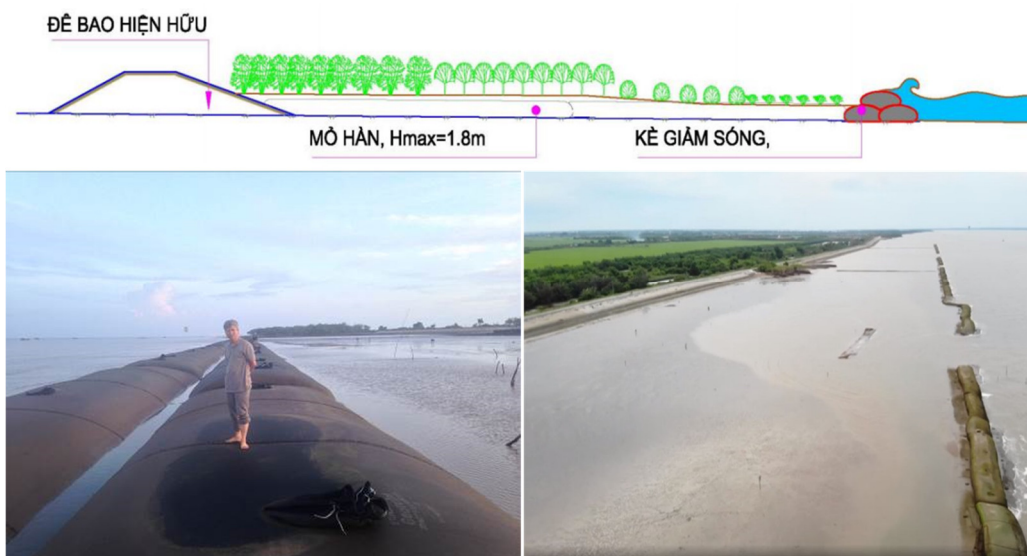 ĐÊ BAO HIỆN HỮU
MỎ HÀN, Hmax=1.8m
KÈ GIẢM SÓNG,